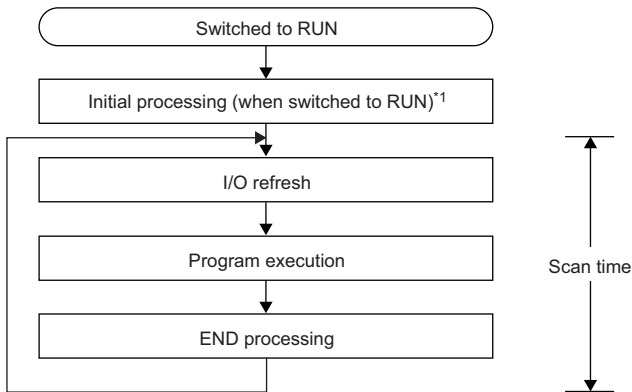 Switched to RUN
Initial processing (when switched to RUN)*1
I/O refresh
Program execution
Scan time
END processing